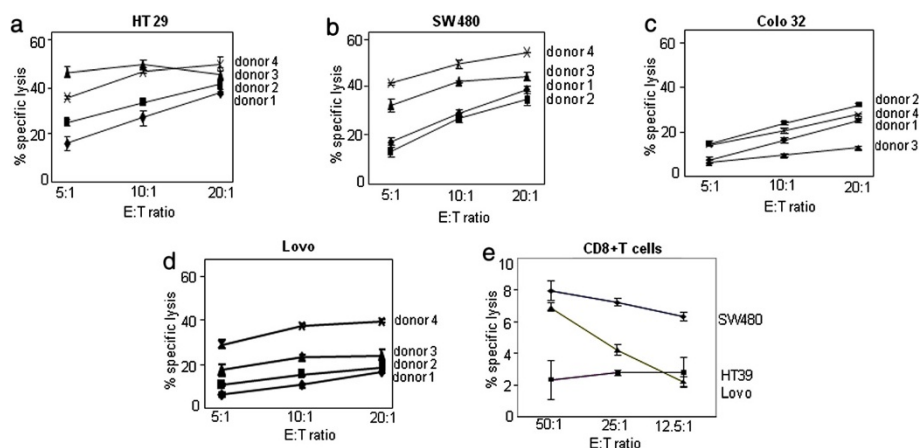 a
HT 29
% specific lysis
60
40
20
0
5:1 10:1 20:1
E:T ratio
donor 4
donor 3
donor 2
donor 1
b
SW480
% specific lysis
60
40
20
0
5:1 10:1 20:1
E:T ratio
donor 4
donor 3
donor 1
donor 2
c
Colo 32
% specific lysis
60
40
20
0
5:1 10:1 20:1
E:T ratio
donor 2
donor 4
donor 1
donor 3
d
Lovo
% specific lysis
60
40
20
0
5:1 10:1 20:1
E:T ratio
donor 4
donor 3
donor 2
donor 1
e
CD8+T cells
% specific lysis
10
8
6
4
2
0
50:1 25:1 12.5:1
E:T ratio
SW480
HT39
Lovo